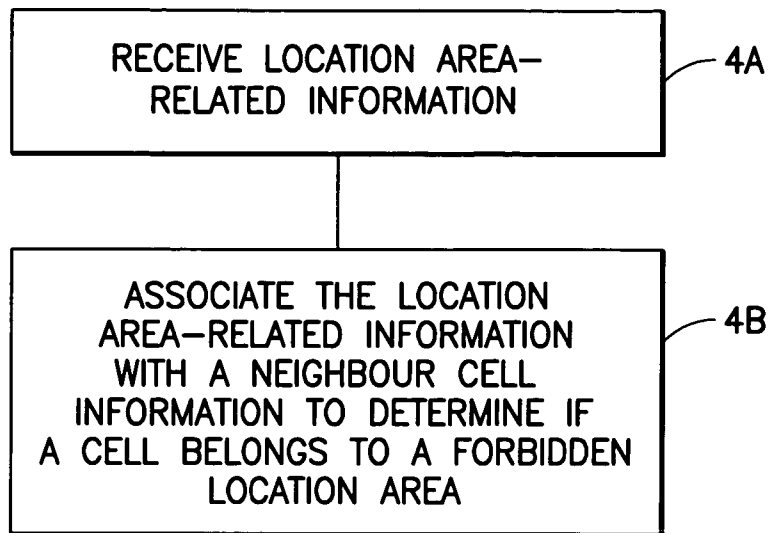 RECEIVE LOCATION AREA-
RELATED INFORMATION
4A
ASSOCIATE THE LOCATION
AREA-RELATED INFORMATION
WITH A NEIGHBOUR CELL
INFORMATION TO DETERMINE IF
A CELL BELONGS TO A FORBIDDEN
LOCATION AREA
4B